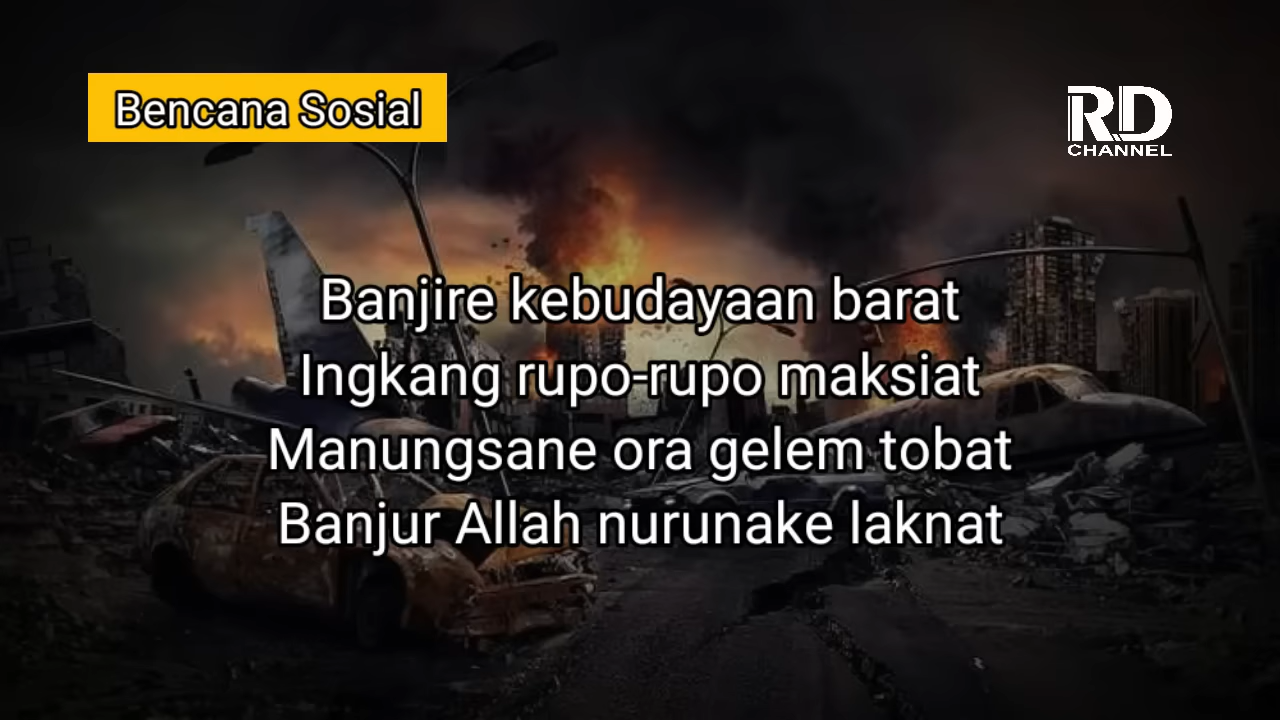 Bencana Sosial
RD
CHANNEL
Banjire kebudayaan barat
Ingkang rupo-rupo maksiat
Manungsane ora gelem tobat
Banjur Allah nurunake laknat